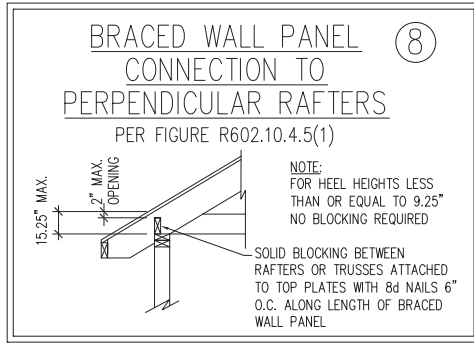 BRACED WALL PANEL
CONNECTION TO
PERPENDICULAR RAFTERS
8
PER FIGURE R602.10.4.5(1)
15.25" MAX.
2" MAX.
OPENING
NOTE:
FOR HEEL HEIGHTS LESS
THAN OR EQUAL TO 9.25"
NO BLOCKING REQUIRED
SOLID BLOCKING BETWEEN
RAFTERS OR TRUSSES ATTACHED
TO TOP PLATES WITH 8d NAILS 6"
O.C. ALONG LENGTH OF BRACED
WALL PANEL